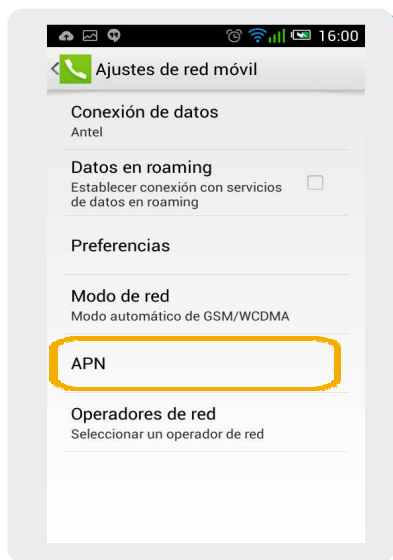 16:00
Ajustes de red móvil
Conexión de datos
Antel
Datos en roaming
Establecer conexión con servicios
de datos en roaming
Preferencias
Modo de red
Modo automático de GSM/WCDMA
APN
Operadores de red
Seleccionar un operador de red